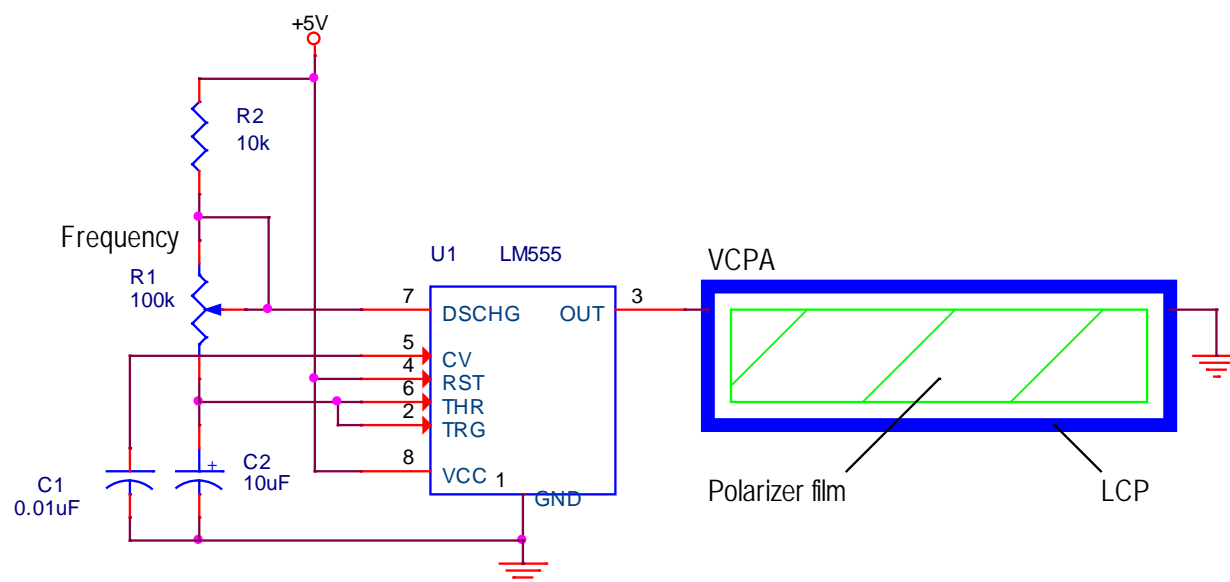 +5V
R2
10k
Frequency
R1
100k
U1 LM555
VCPA
7
DSCHG
OUT
3
5
CV
4
RST
6
THR
2
TRG
8
VCC
1
GND
C1
0.01uF
+
C2
10uF
Polarizer film
LCP